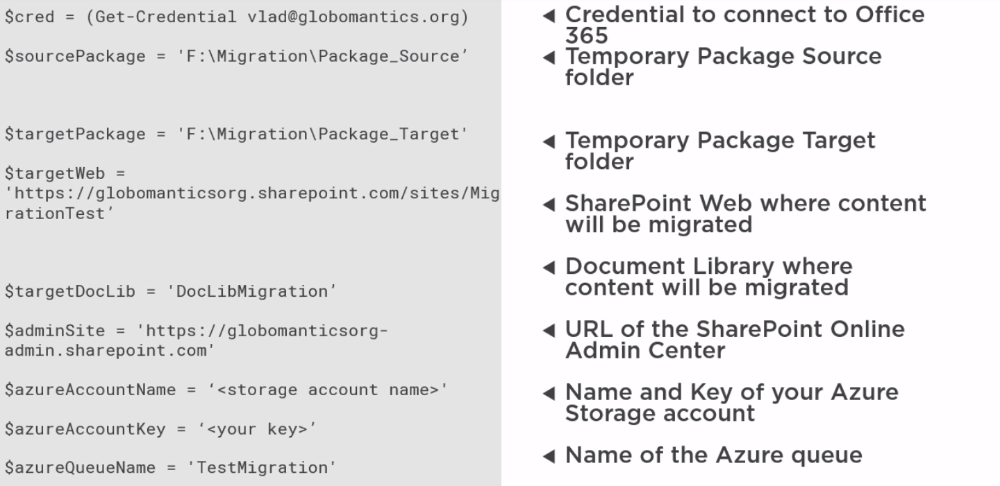 $cred = (Get-Credential vlad@globomantics.org)
$sourcePackage = 'F:\Migration\Package_Source’
$targetPackage = 'F:\Migration\Package_Target'
$targetWeb =
'https://globomanticsorg.sharepoint.com/sites/Mig
rationTest’
$targetDocLib = 'DocLibMigration’
$adminSite = 'https://globomanticsorg-
admin.sharepoint.com'
$azureAccountName = ‘<storage account name>'
$azureAccountKey = ‘<your key>’
$azureQueueName = 'TestMigration'
◀ Credential to connect to Office
365
◀ Temporary Package Source
folder
◀ Temporary Package Target
folder
◀ SharePoint Web where content
will be migrated
◀ Document Library where
content will be migrated
◀ URL of the SharePoint Online
Admin Center
◀ Name and Key of your Azure
Storage account
◀ Name of the Azure queue